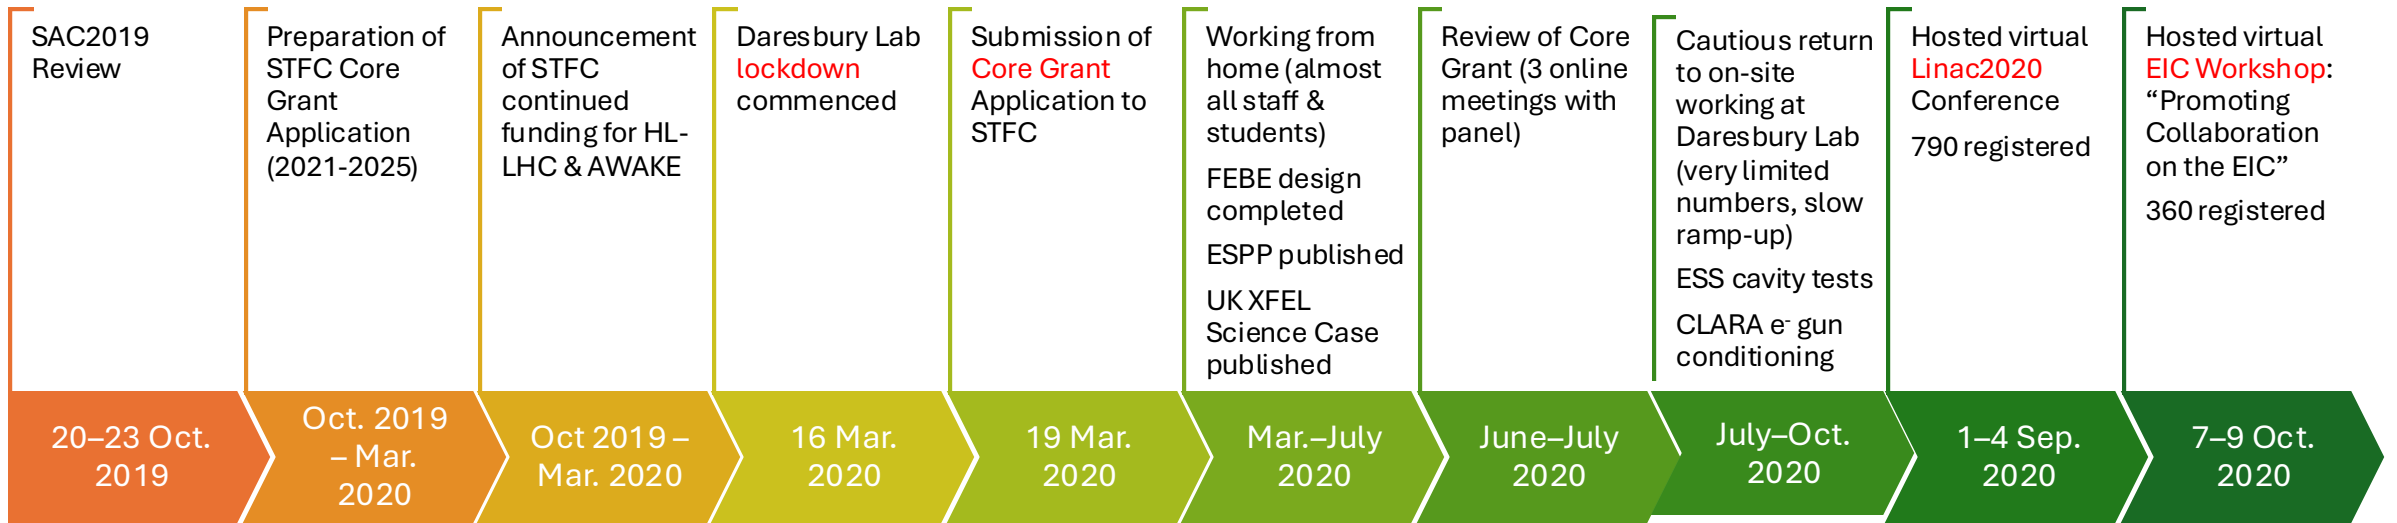 SAC2019
Review
Preparation of
STFC Core
Grant
Application
(2021-2025)
Announcement
of STFC
continued
funding for HL-
LHC & AWAKE
Daresbury Lab
lockdown
commenced
Submission of
Core Grant
Application to
STFC
Working from
home (almost
all staff &
students)
FEBE design
completed
ESPP published
UK XFEL
Science Case
published
Review of Core
Grant (3 online
meetings with
panel)
Cautious return
to on-site
working at
Daresbury Lab
(very limited
numbers, slow
ramp-up)
ESS cavity tests
CLARA e⁻ gun
conditioning
Hosted virtual
Linac2020
Conference
790 registered
Hosted virtual
EIC Workshop:
“Promoting
Collaboration
on the EIC”
360 registered
20–23 Oct.
2019
Oct. 2019
– Mar.
2020
Oct 2019 –
Mar. 2020
16 Mar.
2020
19 Mar.
2020
Mar.–July
2020
June–July
2020
July–Oct.
2020
1–4 Sep.
2020
7–9 Oct.
2020